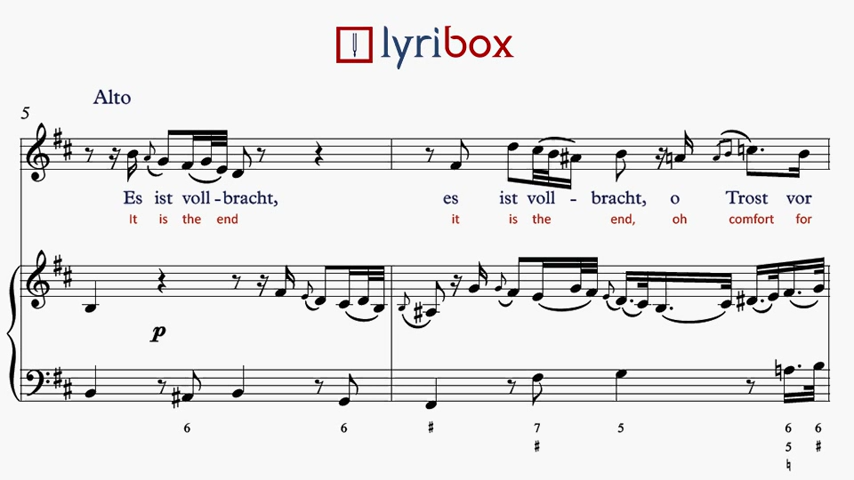 lyribox
Alto
5
Es ist voll - bracht, es ist voll - bracht, o Trost vor
It is the end it is the end, oh comfort for
p
6 6 # 7 5 6 6
# 5 #
♮